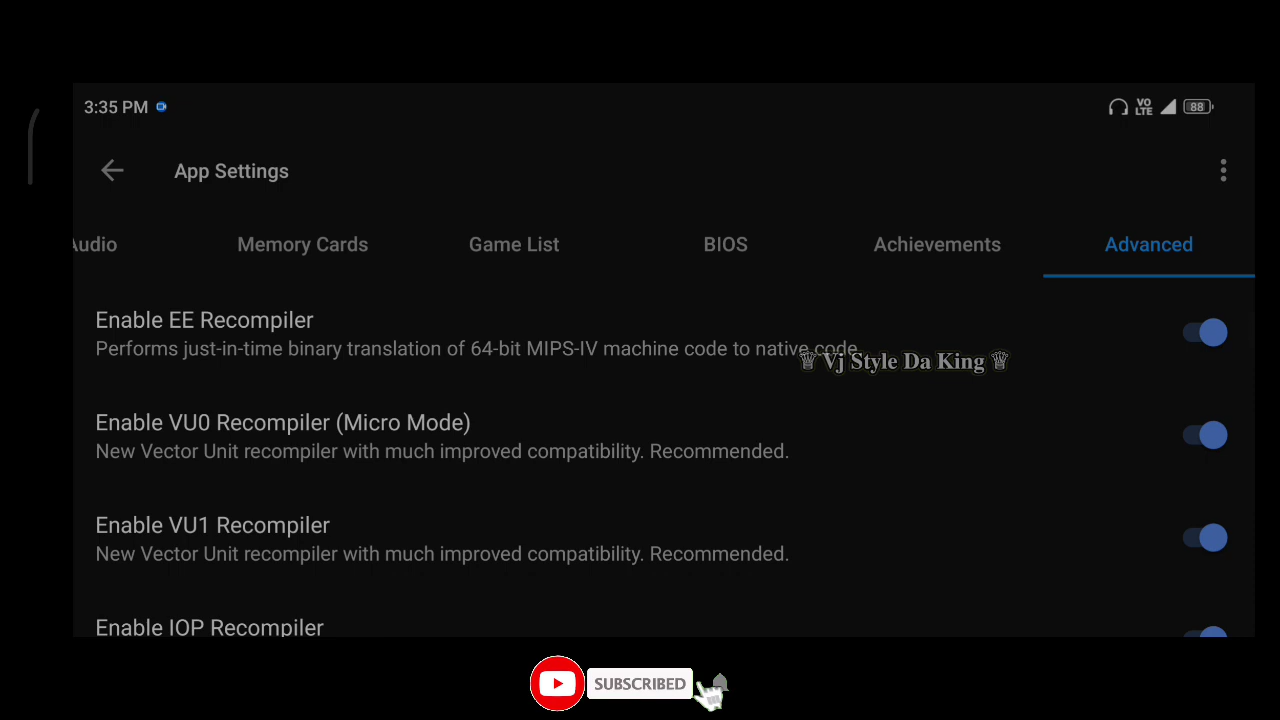 3:35 PM
VO LTE
88
App Settings
Audio
Memory Cards
Game List
BIOS
Achievements
Advanced
Enable EE Recompiler
Performs just-in-time binary translation of 64-bit MIPS-IV machine code to native code.
♕ Vj Style Da King ♕
Enable VU0 Recompiler (Micro Mode)
New Vector Unit recompiler with much improved compatibility. Recommended.
Enable VU1 Recompiler
New Vector Unit recompiler with much improved compatibility. Recommended.
Enable IOP Recompiler
SUBSCRIBED